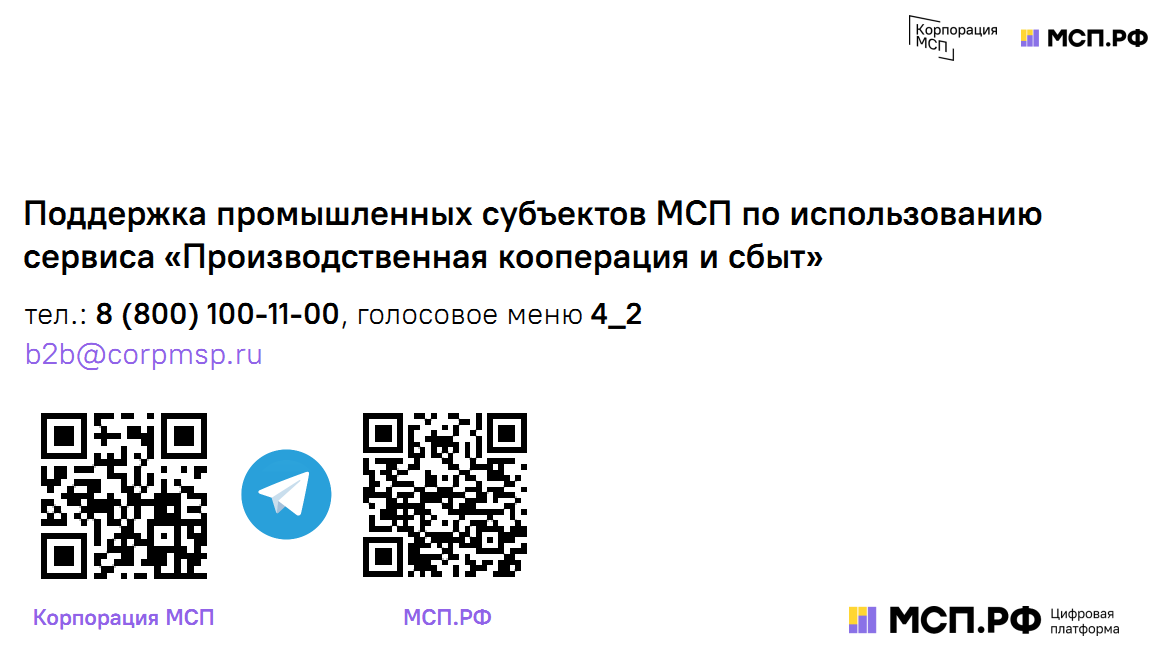 Корпорация
МСП
МСП.РФ
Поддержка промышленных субъектов МСП по использованию
сервиса «Производственная кооперация и сбыт»
тел.: 8 (800) 100-11-00, голосовое меню 4_2
b2b@corpmsp.ru
Корпорация МСП
МСП.РФ
МСП.РФ
Цифровая
платформа